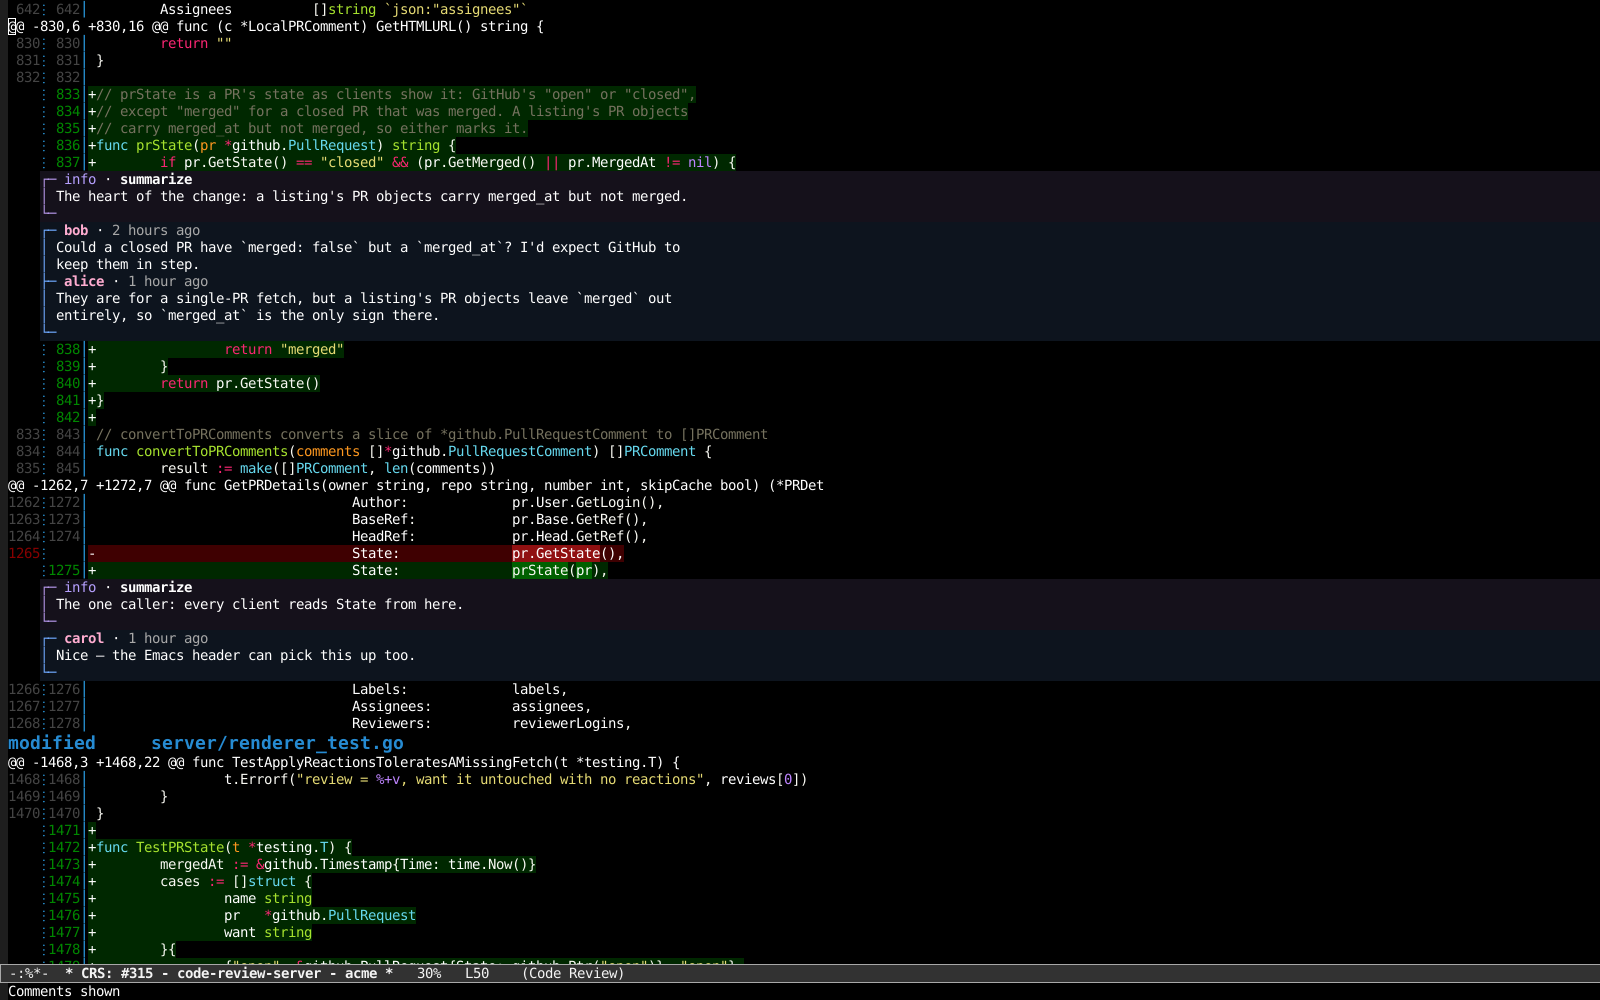 642: 642│         Assignees          []string `json:"assignees"`
@@ -830,6 +830,16 @@ func (c *LocalPRComment) GetHTMLURL() string {
830: 830│         return ""
831: 831│ }
832: 832│
: 833│+// prState is a PR's state as clients show it: GitHub's "open" or "closed",
: 834│+// except "merged" for a closed PR that was merged. A listing's PR objects
: 835│+// carry merged_at but not merged, so either marks it.
: 836│+func prState(pr *github.PullRequest) string {
: 837│+        if pr.GetState() == "closed" && (pr.GetMerged() || pr.MergedAt != nil) {
┌─ info · summarize
│ The heart of the change: a listing's PR objects carry merged_at but not merged.
└─
┌─ bob · 2 hours ago
│ Could a closed PR have `merged: false` but a `merged_at`? I'd expect GitHub to
│ keep them in step.
├─ alice · 1 hour ago
│ They are for a single-PR fetch, but a listing's PR objects leave `merged` out
│ entirely, so `merged_at` is the only sign there.
└─
: 838│+                return "merged"
: 839│+        }
: 840│+        return pr.GetState()
: 841│+}
: 842│+
833: 843│ // convertToPRComments converts a slice of *github.PullRequestComment to []PRComment
834: 844│ func convertToPRComments(comments []*github.PullRequestComment) []PRComment {
835: 845│         result := make([]PRComment, len(comments))
@@ -1262,7 +1272,7 @@ func GetPRDetails(owner string, repo string, number int, skipCache bool) (*PRDet
1262:1272│                                 Author:             pr.User.GetLogin(),
1263:1273│                                 BaseRef:            pr.Base.GetRef(),
1264:1274│                                 HeadRef:            pr.Head.GetRef(),
1265:    │-                                State:              pr.GetState(),
:1275│+                                State:              prState(pr),
┌─ info · summarize
│ The one caller: every client reads State from here.
└─
┌─ carol · 1 hour ago
│ Nice — the Emacs header can pick this up too.
└─
1266:1276│                                 Labels:             labels,
1267:1277│                                 Assignees:          assignees,
1268:1278│                                 Reviewers:          reviewerLogins,
modified     server/renderer_test.go
@@ -1468,3 +1468,22 @@ func TestApplyReactionsToleratesAMissingFetch(t *testing.T) {
1468:1468│                 t.Errorf("review = %+v, want it untouched with no reactions", reviews[0])
1469:1469│         }
1470:1470│ }
:1471│+
:1472│+func TestPRState(t *testing.T) {
:1473│+        mergedAt := &github.Timestamp{Time: time.Now()}
:1474│+        cases := []struct {
:1475│+                name string
:1476│+                pr   *github.PullRequest
:1477│+                want string
:1478│+        }{
-:%*-  * CRS: #315 - code-review-server - acme *   30%   L50    (Code Review)
Comments shown